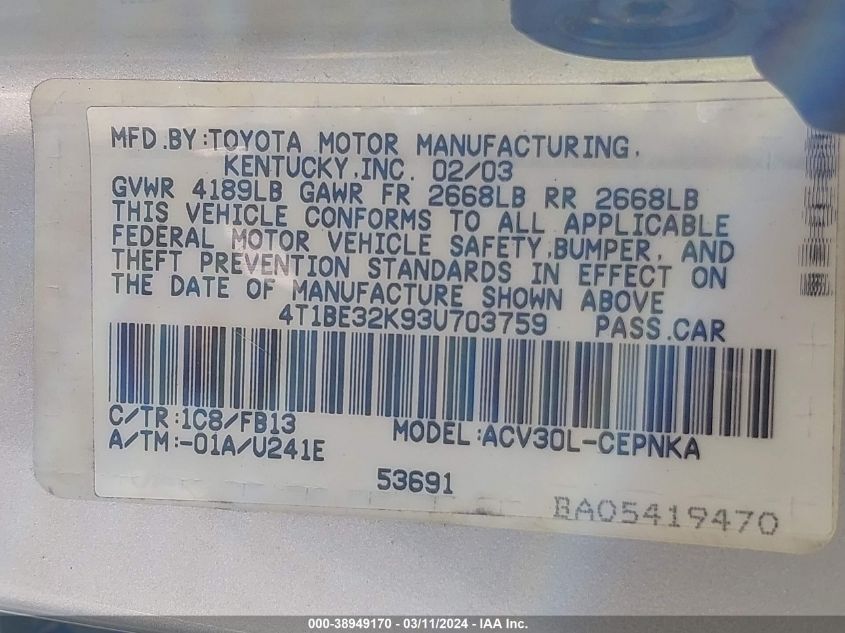 MFD.BY:TOYOTA MOTOR MANUFACTURING,
KENTUCKY,INC. 02/03
GVWR 4189LB GAWR FR 2668LB RR 2668LB
THIS VEHICLE CONFORMS TO ALL APPLICABLE
FEDERAL MOTOR VEHICLE SAFETY,BUMPER, AND
THEFT PREVENTION STANDARDS IN EFFECT ON
THE DATE OF MANUFACTURE SHOWN ABOVE
4T1BE32K93U703759 PASS.CAR
C/TR:1C8/FB13
A/TM:-01A/U241E
MODEL:ACV30L-CEPNKA
53691
BA05419470
000-38949170 - 03/11/2024 - IAA Inc.